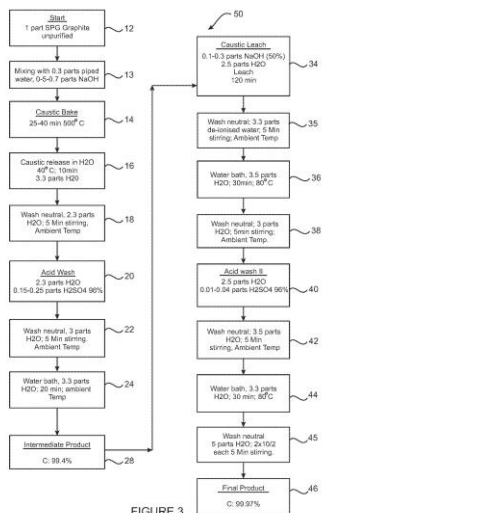 50
Start
1 part SPG Graphite
unpurified
12
Mixing with 0.3 parts piped
water, 0-5-0.7 parts NaOH
13
Caustic Bake
25-40 min 500°C
14
Caustic release in H2O
40°C; 10min
3.3 parts H20
16
Wash neutral, 2.3 parts
H2O; 5 Min stirring,
Ambient Temp
18
Acid Wash
2.3 parts H2O
0.15-0.25 parts H2SO4 96%
20
Wash neutral, 3 parts
H2O; 5 Min stirring.
Ambient Temp
22
Water bath, 3.3 parts
H2O; 20 min; ambient
Temp
24
Intermediate Product
C: 99.4%
28
Caustic Leach
0.1-0.3 parts NaOH (50%)
2.5 parts H2O
Leach
120 min
34
Wash neutral; 3.3 parts
de-ionised water; 5 Min
stirring; Ambient Temp
35
Water bath, 3.5 parts
H2O; 30min; 80°C
36
Wash neutral; 3 parts
H2O; 5min stirring;
Ambient Temp.
38
Acid wash II
2.5 parts H2O
0.01-0.04 parts H2SO4 96%
40
Wash neutral; 3.5 parts
H2O; 5 Min
stirring, Ambient Temp
42
Water bath, 3.3 parts
H2O; 30 min; 80°C
44
Wash neutral
5 parts H2O; 2x10/2
each 5 Min stirring.
45
Final Product
C: 99.97%
46
FIGURE 3